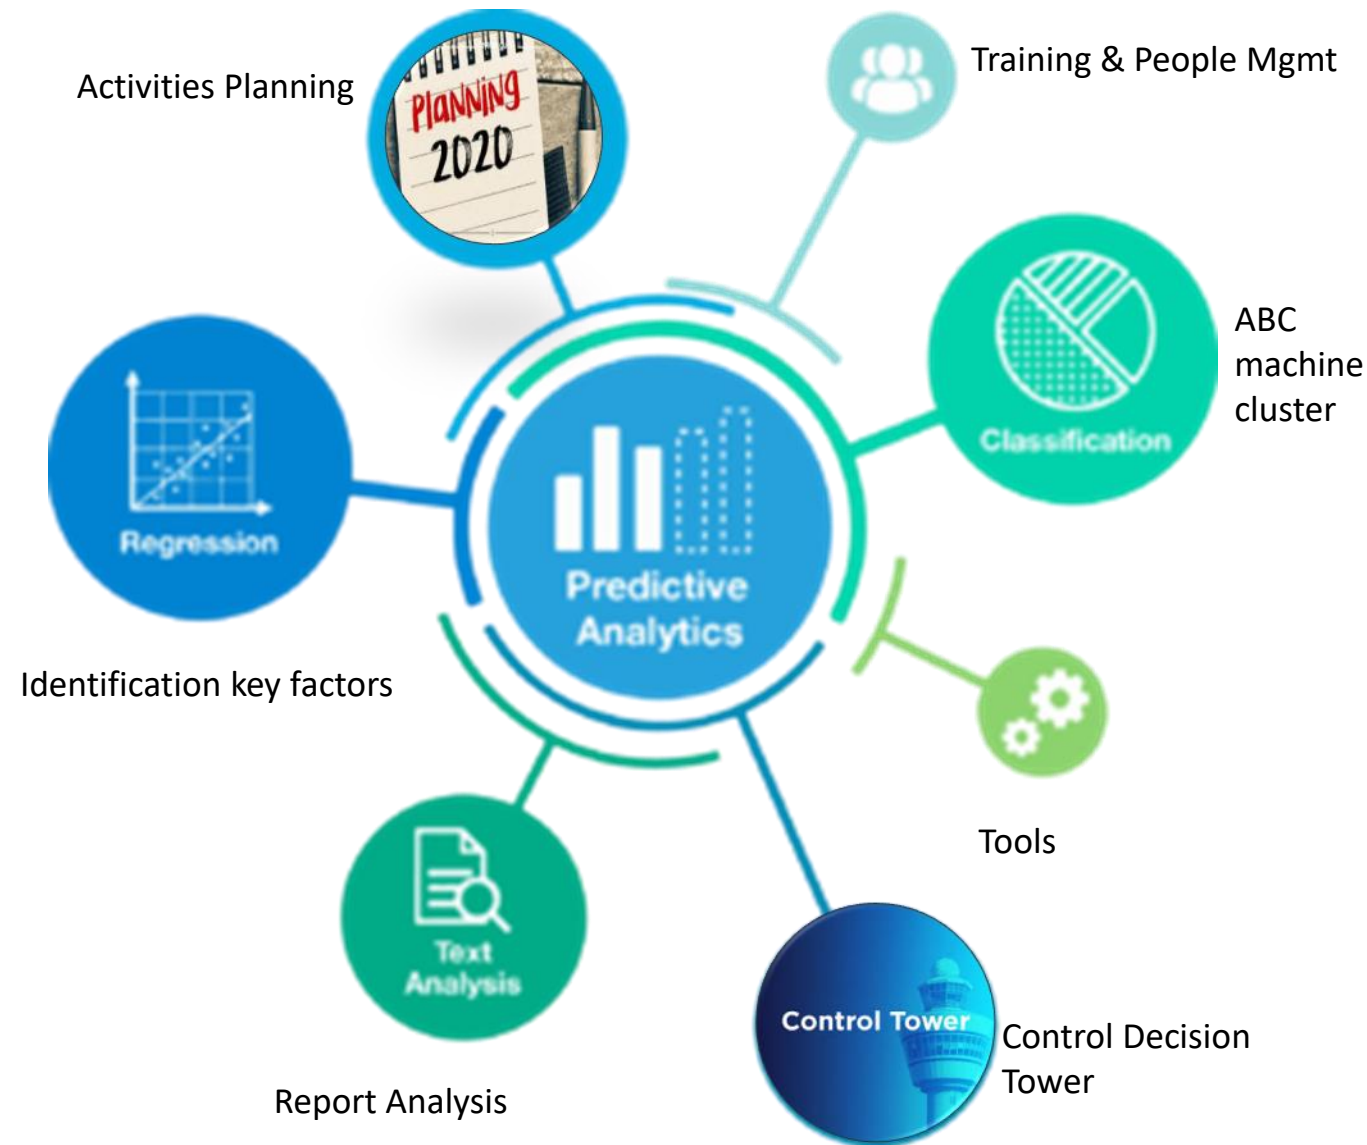 Activities Planning
Planning
2020
Training & People Mgmt
ABC
machine
cluster
Classification
Regression
Predictive
Analytics
Identification key factors
Tools
Text
Analysis
Control Tower
Control Decision
Tower
Report Analysis